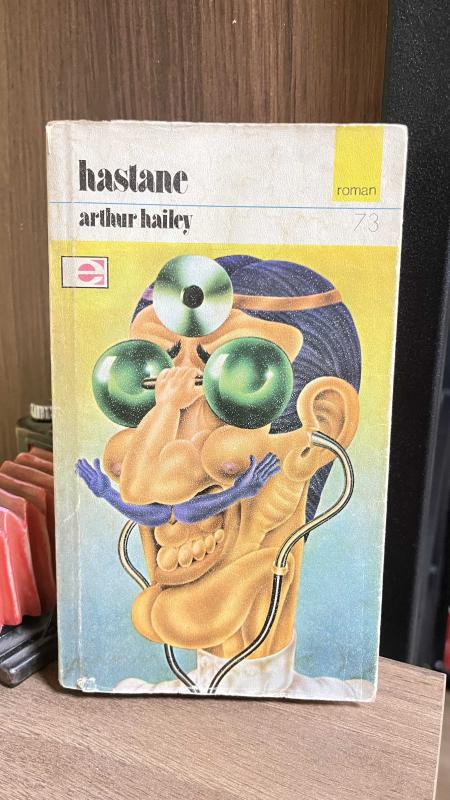 hastane
roman
arthur hailey
73
e